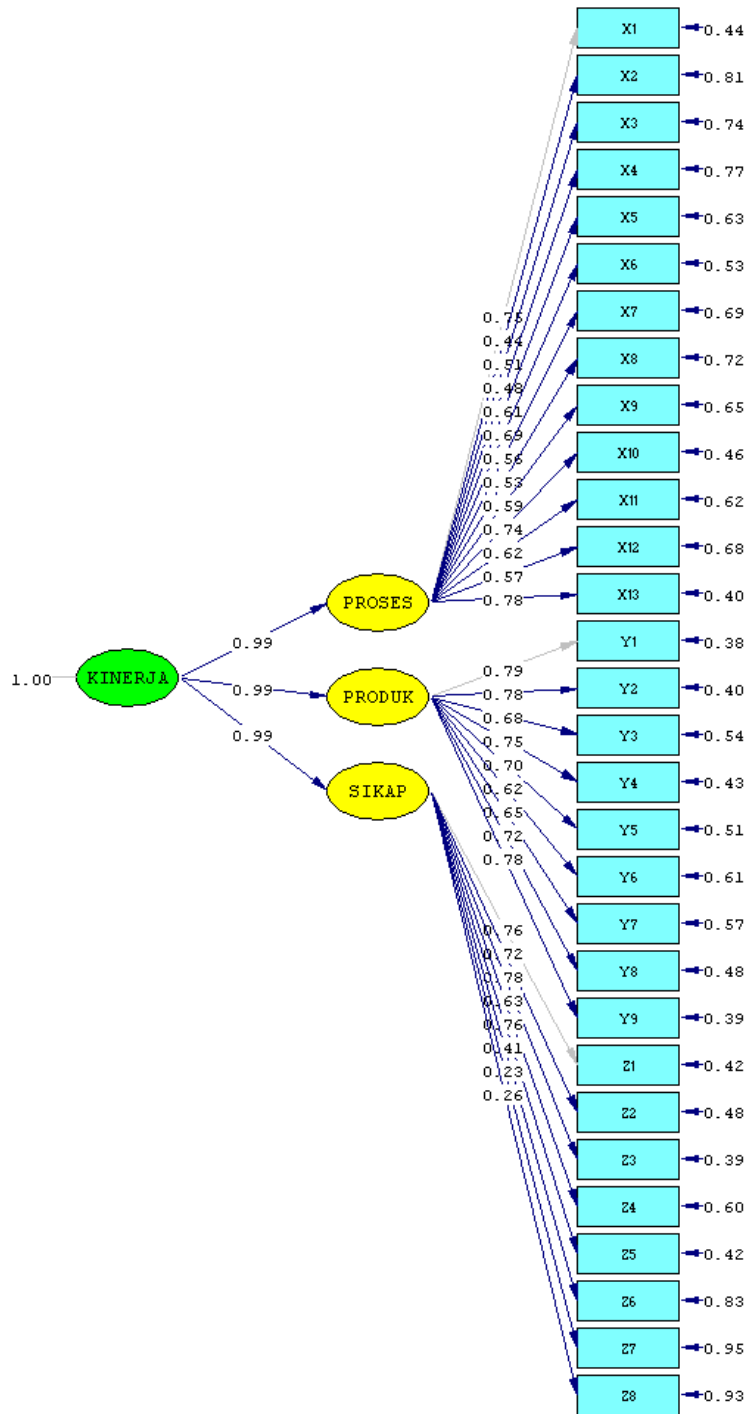 X1 0.44
X2 0.81
X3 0.74
X4 0.77
X5 0.63
X6 0.53
X7 0.69
0.75
0.44
X8 0.72
0.51
0.48
X9 0.65
0.61
0.69
X10 0.46
0.56
0.53
X11 0.62
0.59
0.74
X12 0.68
0.62
0.57
X13 0.40
PROSES 0.78
0.99
Y1 0.38
1.00 KINERJA
0.79
0.99
PRODUK 0.78
Y2 0.40
0.68
0.99
Y3 0.54
0.75
0.70
Y4 0.43
SIKAP 0.62
0.65
Y5 0.51
0.72
0.78
Y6 0.61
Y7 0.57
0.76
0.72
Y8 0.48
0.78
0.63
Y9 0.39
0.76
0.41
Z1 0.42
0.23
0.26
Z2 0.48
Z3 0.39
Z4 0.60
Z5 0.42
Z6 0.83
Z7 0.95
Z8 0.93